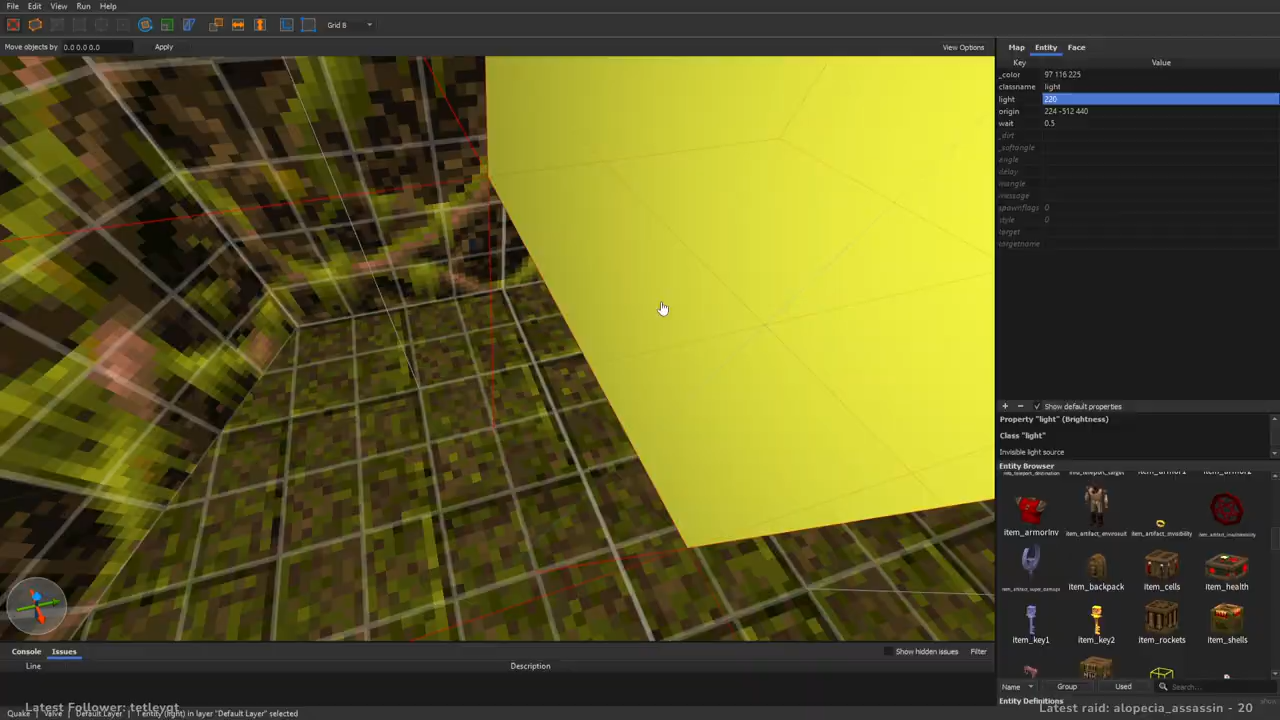 File Edit View Run Help
Grid 8
Move objects by 0.0 0.0 0.0 Apply View Options
Map Entity Face
Key Value
_color 97 116 225
classname light
light 220
origin 224 -512 440
wait 0.5
_dirt
_softangle
angle
delay
mangle
message
spawnflags 0
style 0
target
targetname
+ − Show default properties
Property "light" (Brightness)
Class "light"
Invisible light source
Entity Browser
item_armorInv item_artifact_envirosuit item_artifact_invisibility item_artifact_invulnerability
item_artifact_super_damage item_backpack item_cells item_health
item_key1 item_key2 item_rockets item_shells
Name Group Used Search...
Entity Definitions
Console Issues Show hidden issues Filter
Line Description
Latest Follower: tetleygt
Quake Valve Default Layer 1 entity (light) in layer "Default Layer" selected
Latest raid: alopecia_assassin - 20